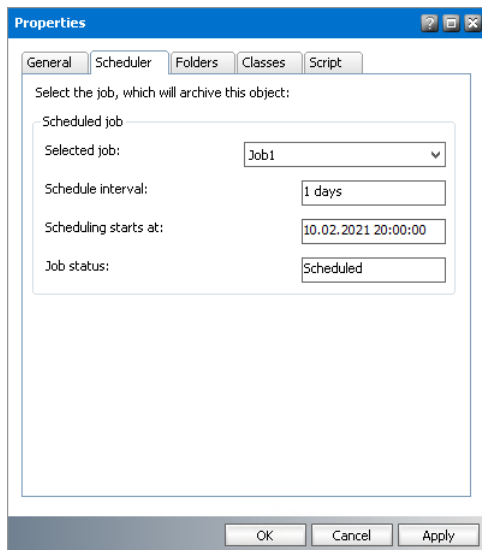 Properties
General Scheduler Folders Classes Script
Select the job, which will archive this object:
Scheduled job
Selected job: Job1
Schedule interval: 1 days
Scheduling starts at: 10.02.2021 20:00:00
Job status: Scheduled
OK Cancel Apply